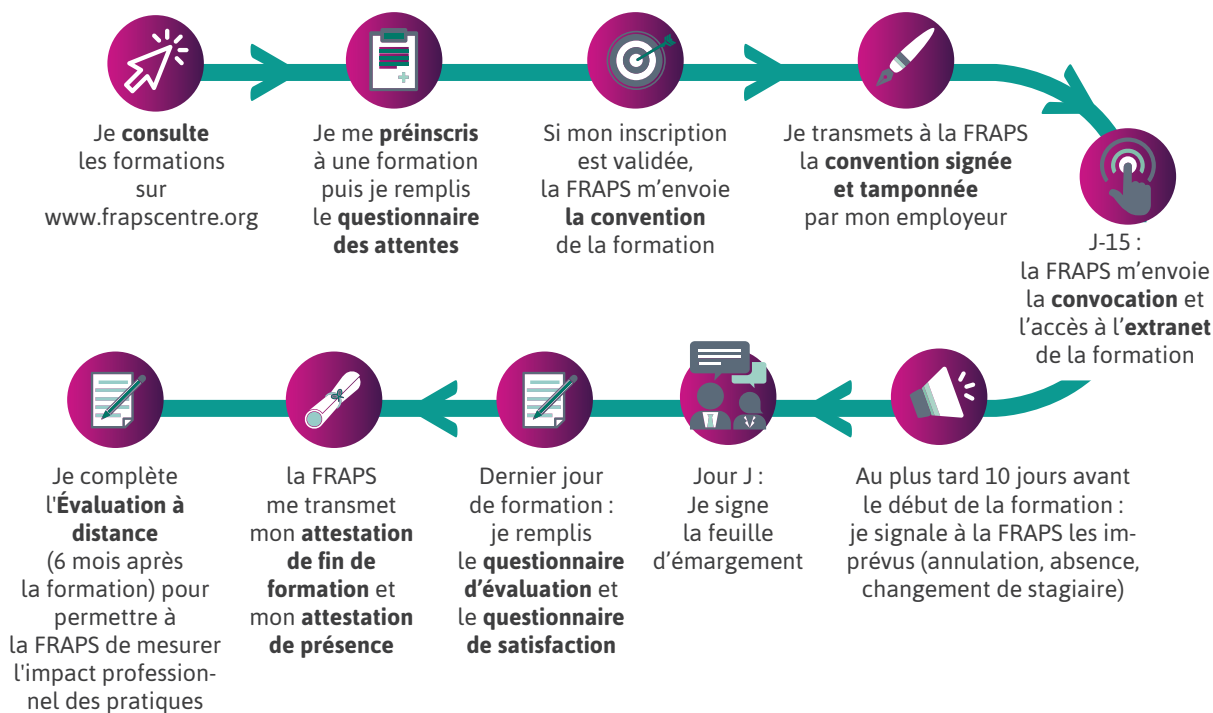 Je consulte
les formations
sur
www.frapscentre.org
Je me préinscris
à une formation
puis je remplis
le questionnaire
des attentes
Si mon inscription
est validée,
la FRAPS m’envoie
la convention
de la formation
Je transmets à la FRAPS
la convention signée
et tamponnée
par mon employeur
J-15 :
la FRAPS m’envoie
la convocation et
l’accès à l’extranet
de la formation
Au plus tard 10 jours avant
le début de la formation :
je signale à la FRAPS les im-
prévus (annulation, absence,
changement de stagiaire)
Jour J :
Je signe
la feuille
d’émargement
Dernier jour
de formation :
je remplis
le questionnaire
d’évaluation et
le questionnaire
de satisfaction
la FRAPS
me transmet
mon attestation
de fin de
formation et
mon attestation
de présence
Je complète
l'Évaluation à
distance
(6 mois après
la formation) pour
permettre à
la FRAPS de mesurer
l'impact profession-
nel des pratiques